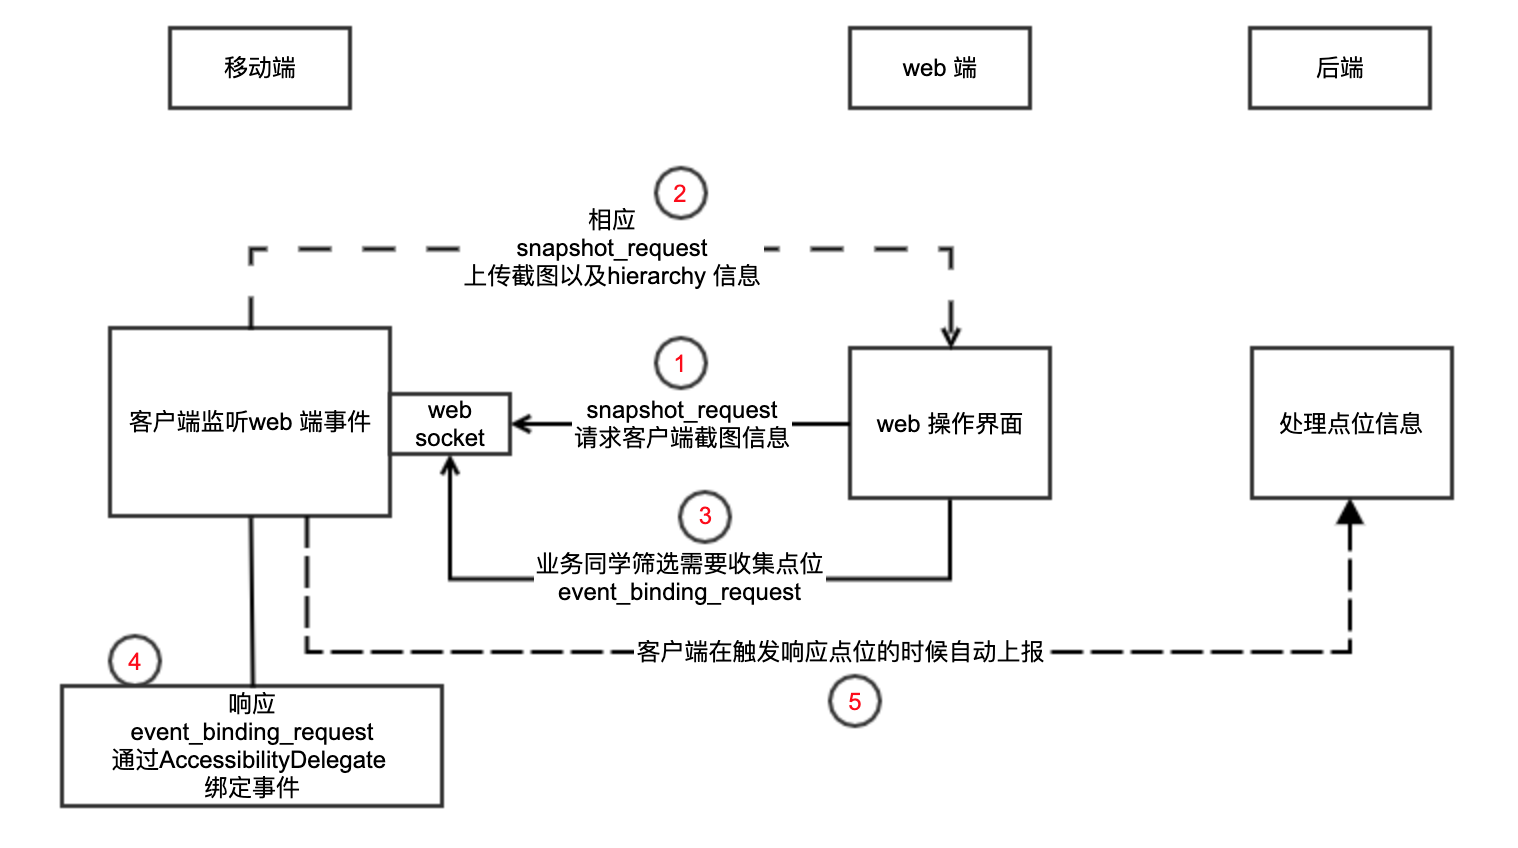 移动端
web 端
后端
2
相应
snapshot_request
上传截图以及hierarchy 信息
1
客户端监听web 端事件
web
socket
snapshot_request
请求客户端截图信息
web 操作界面
处理点位信息
3
业务同学筛选需要收集点位
event_binding_request
4
客户端在触发响应点位的时候自动上报
5
响应
event_binding_request
通过AccessibilityDelegate
绑定事件